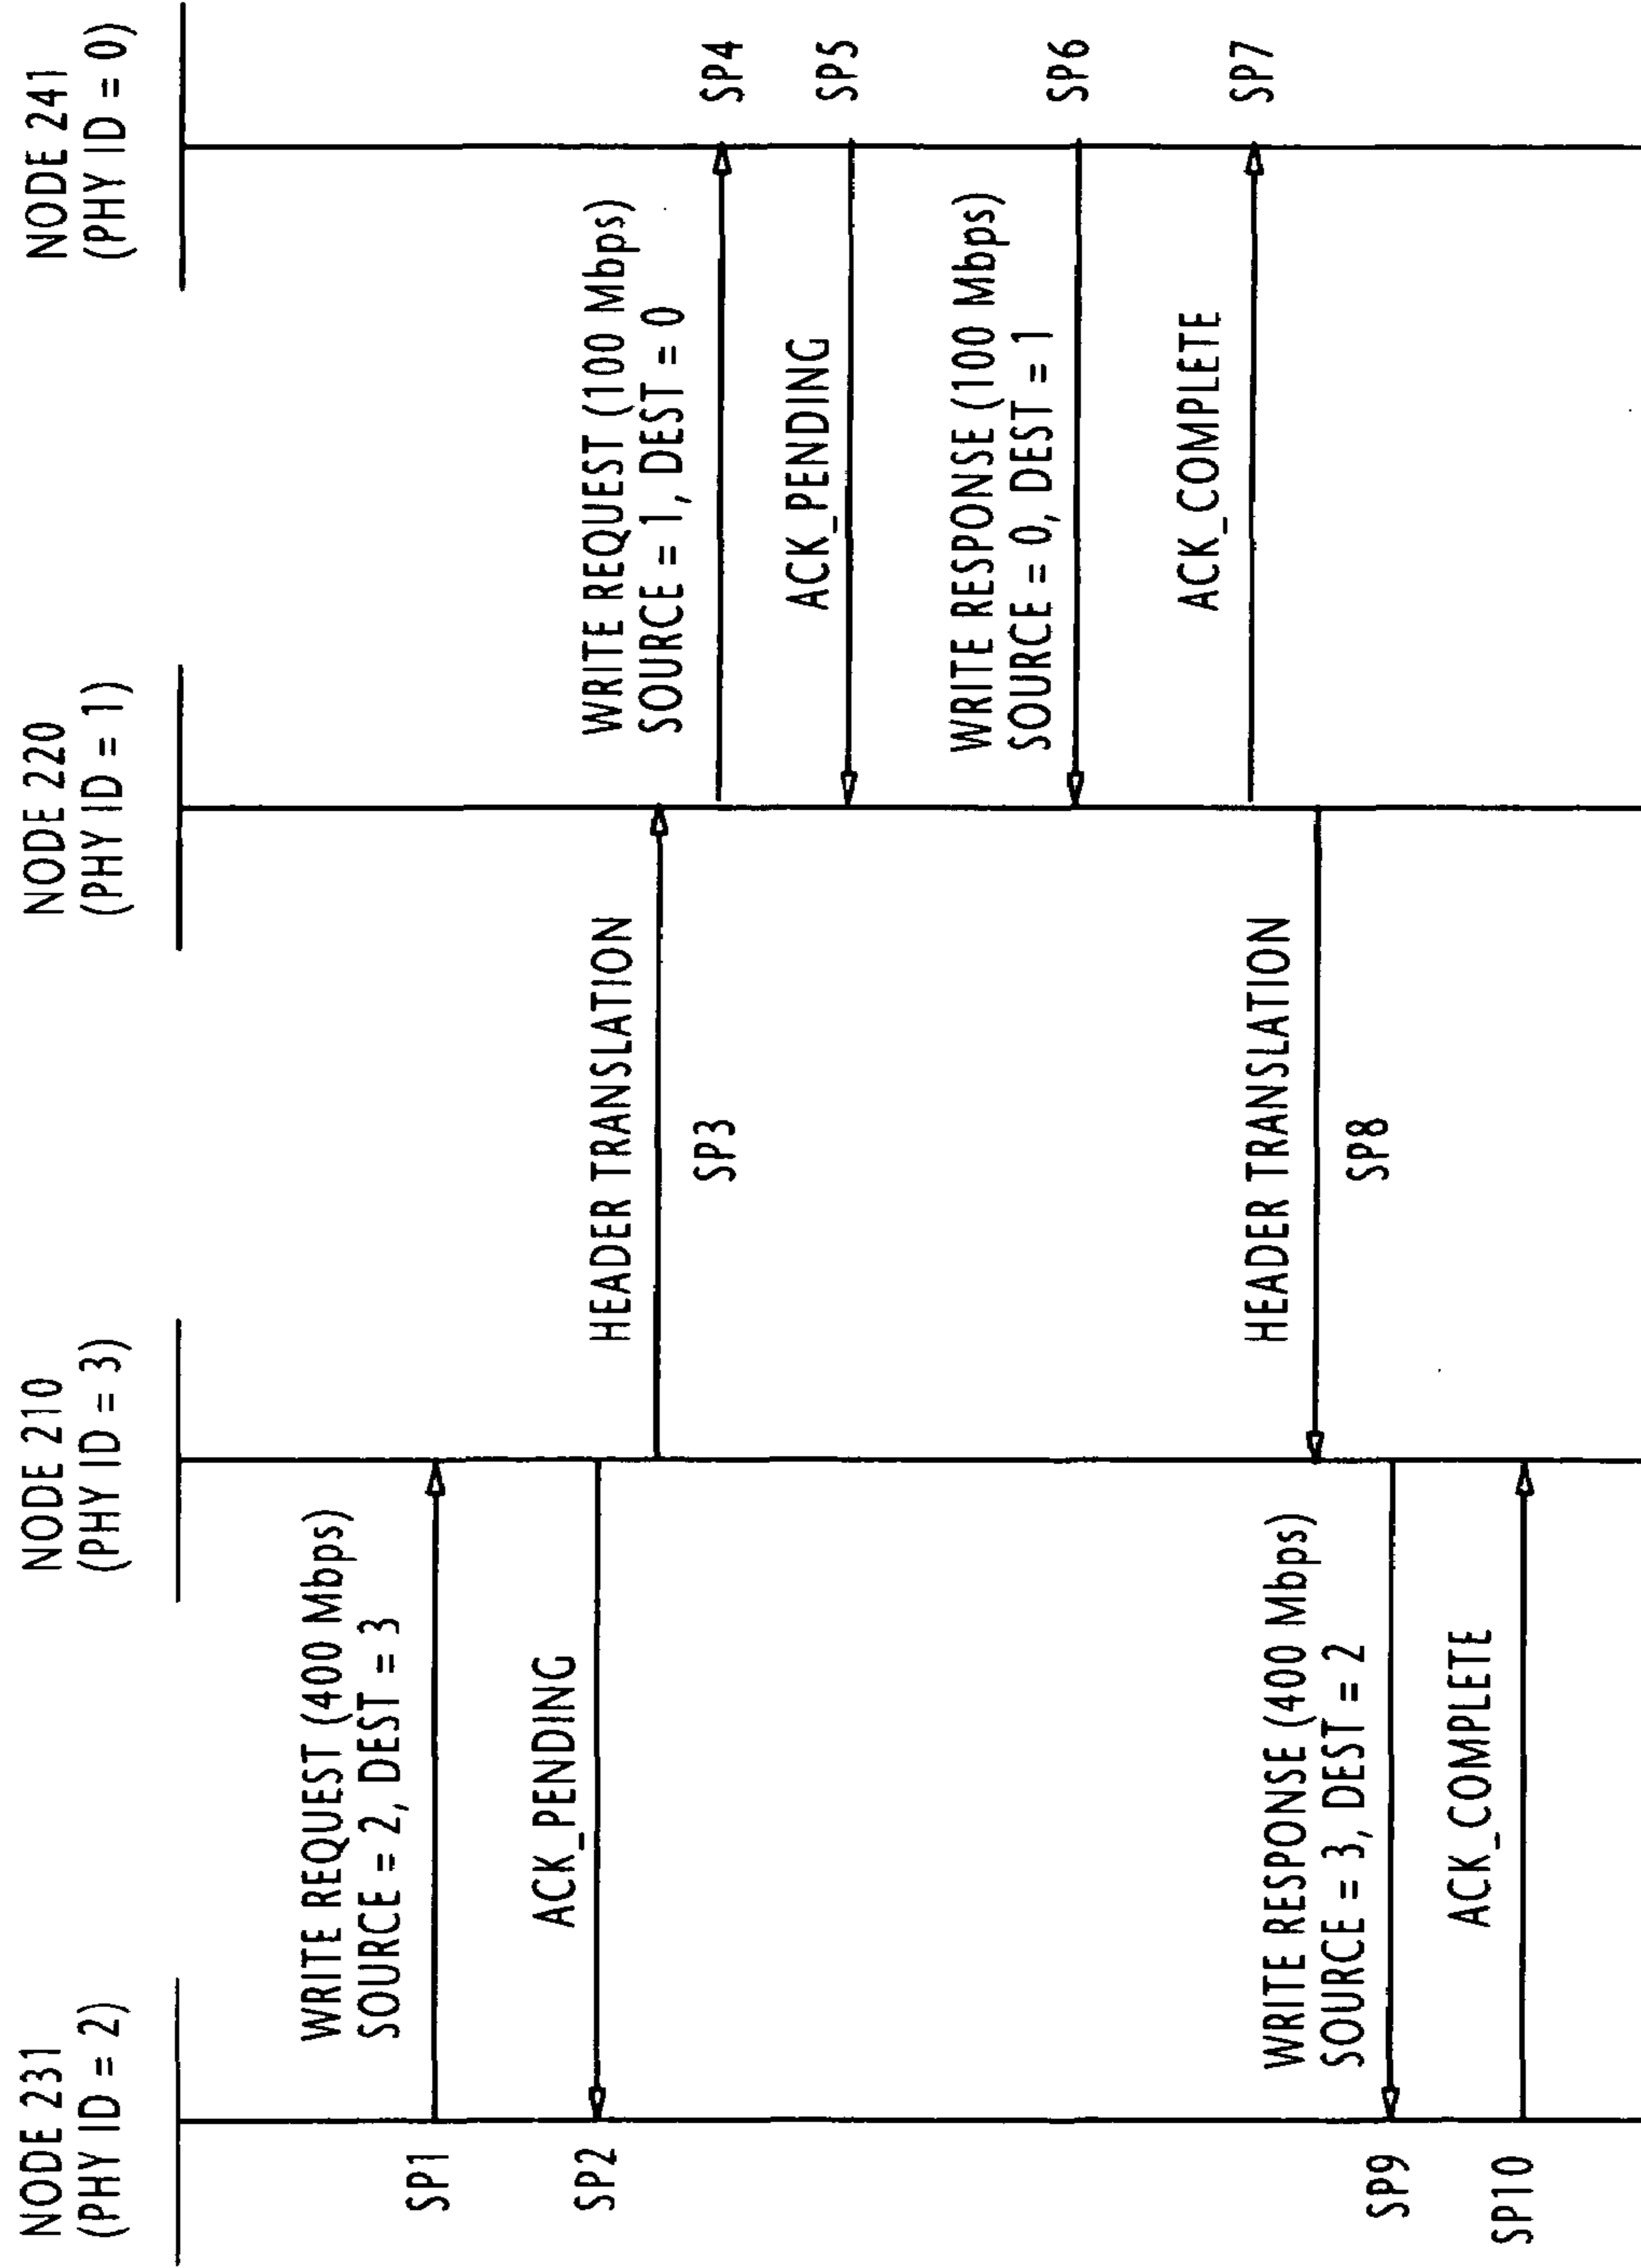 NODE 231
(PHY ID = 2)
NODE 210
(PHY ID = 3)
NODE 220
(PHY ID = 1)
NODE 241
(PHY ID = 0)
WRITE REQUEST (400 Mbps)
SOURCE = 2, DEST = 3
SP1
ACK_PENDING
SP2
HEADER TRANSLATION
SP3
WRITE REQUEST (100 Mbps)
SOURCE = 1, DEST = 0
SP4
ACK_PENDING
SP5
WRITE RESPONSE (100 Mbps)
SOURCE = 0, DEST = 1
SP6
ACK_COMPLETE
SP7
HEADER TRANSLATION
SP8
WRITE RESPONSE (400 Mbps)
SOURCE = 3, DEST = 2
SP9
ACK_COMPLETE
SP10